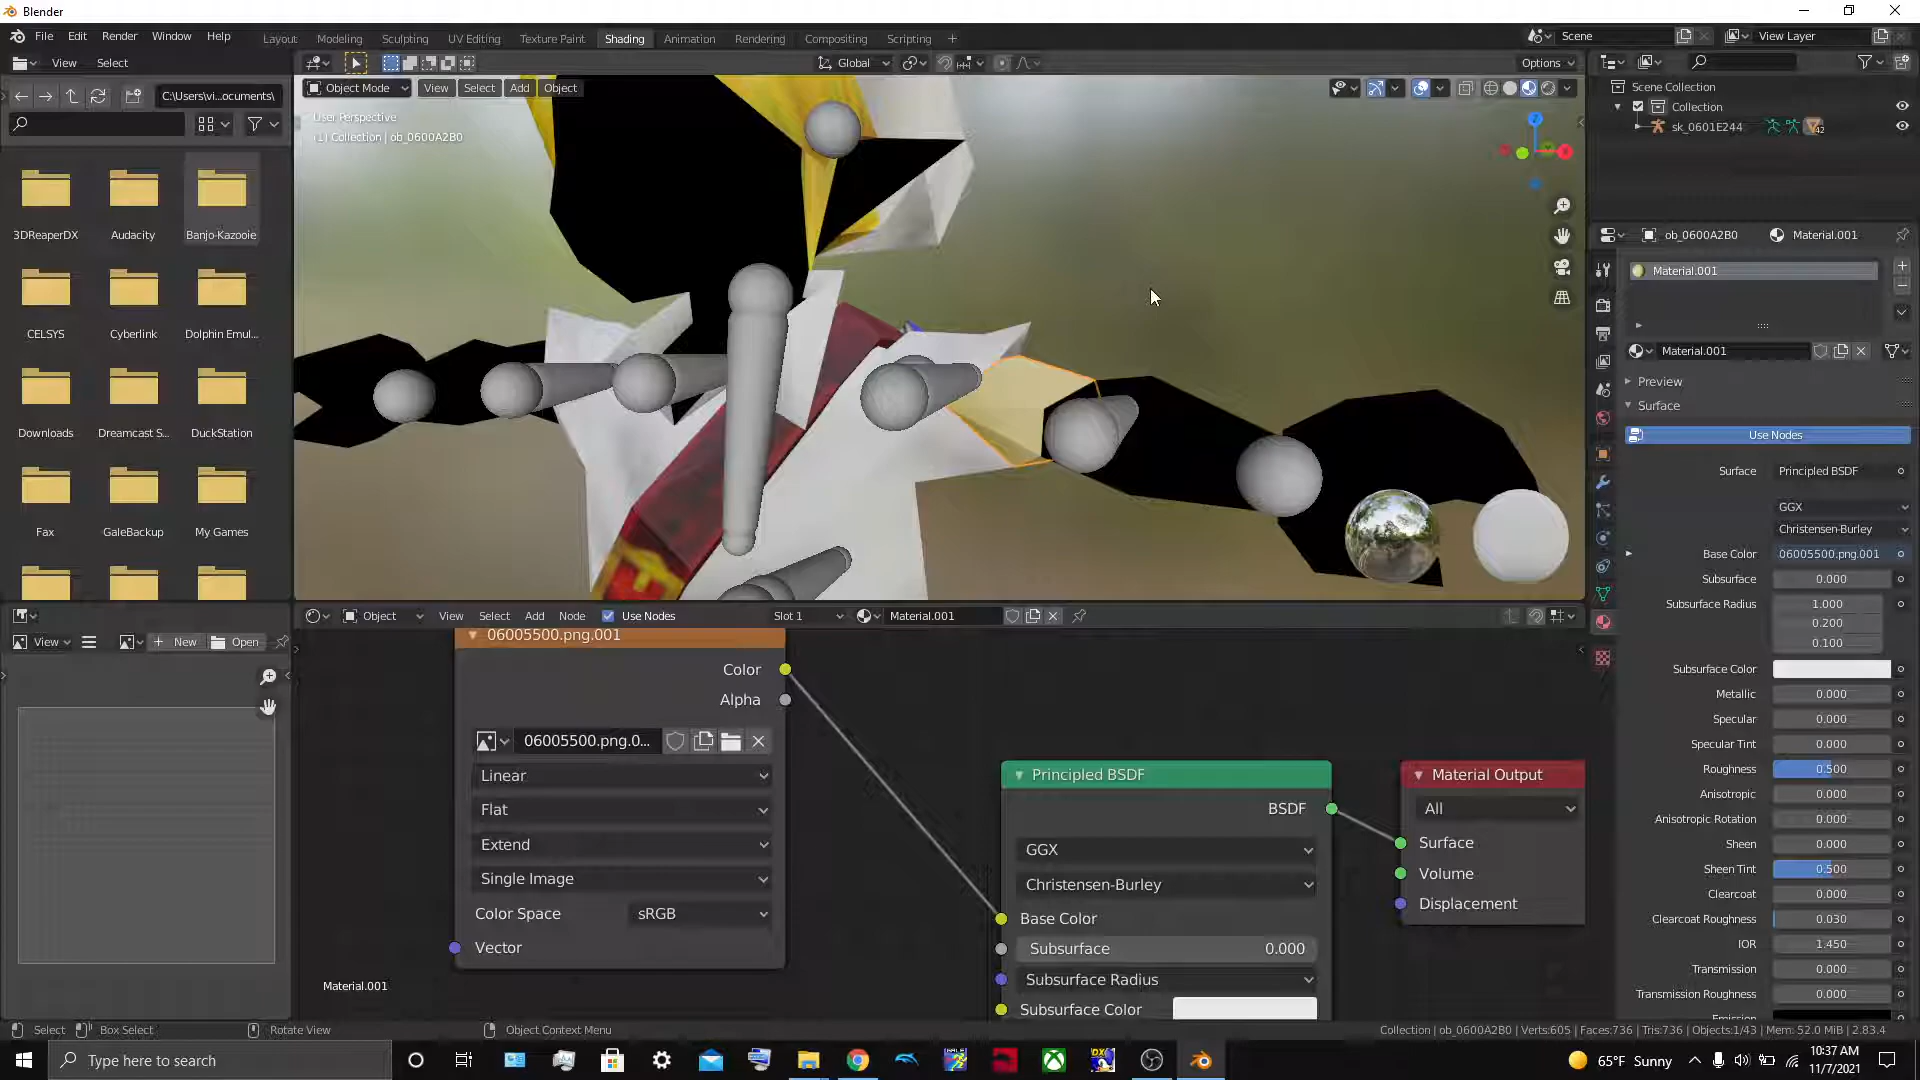 Blender
File Edit Render Window Help
Layout Modeling Sculpting UV Editing Texture Paint Shading Animation Rendering Compositing Scripting
Scene
View Layer
View Select
Global
Options
C:\Users\vi...ocuments\
Object Mode View Select Add Object
User Perspective
(1) Collection | ob_0600A2B0
3DReaperDX Audacity Banjo-Kazooie
CELSYS Cyberlink Dolphin Emul...
Downloads Dreamcast S... DuckStation
Fax GaleBackup My Games
Scene Collection
Collection
sk_0601E244
42
ob_0600A2B0 Material.001
Material.001
Material.001
Preview
Surface
Use Nodes
Surface Principled BSDF
GGX
Christensen-Burley
Base Color 06005500.png.001
Subsurface 0.000
Subsurface Radius 1.000
0.200
0.100
Subsurface Color
Metallic 0.000
Specular 0.000
Specular Tint 0.000
Roughness 0.500
Anisotropic 0.000
Anisotropic Rotation 0.000
Sheen 0.000
Sheen Tint 0.500
Clearcoat 0.000
Clearcoat Roughness 0.030
IOR 1.450
Transmission 0.000
Transmission Roughness 0.000
View New Open
Object View Select Add Node Use Nodes Slot 1 Material.001
06005500.png.001
Color
Alpha
06005500.png.0...
Linear
Flat
Extend
Single Image
Color Space sRGB
Vector
Material.001
Principled BSDF
BSDF
GGX
Christensen-Burley
Base Color
Subsurface 0.000
Subsurface Radius
Subsurface Color
Material Output
All
Surface
Volume
Displacement
Select Box Select Rotate View Object Context Menu
Collection | ob_0600A2B0 | Verts:605 | Faces:736 | Tris:736 | Objects:1/43 | Mem: 52.0 MiB | 2.83.4
Type here to search
65°F Sunny
10:37 AM
11/7/2021